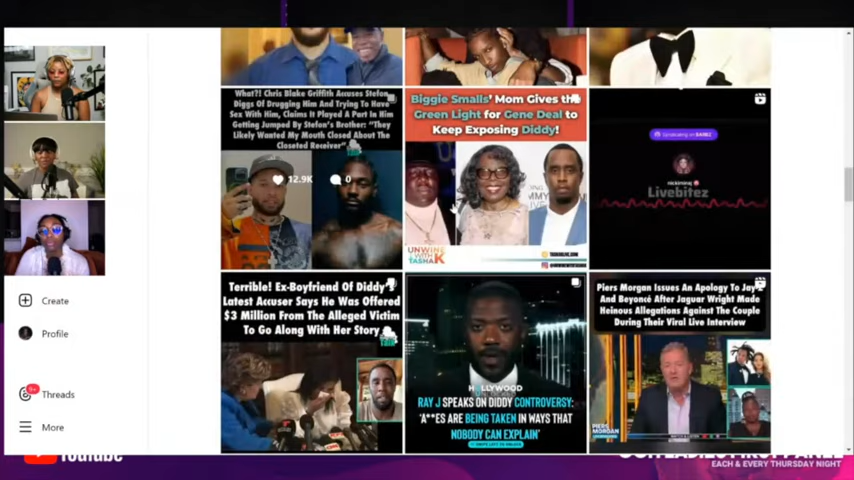 What?! Chris Blake Griffith Accuses Stefon
Diggs Of Drugging Him And Trying To Have
Sex With Him, Claims It Played A Part In Him
Getting Jumped By Stefon's Brother: "They
Likely Wanted My Mouth Closed About The
Closeted Receiver"
12.9K
0
Biggie Smalls' Mom Gives the
Green Light for Gene Deal to
Keep Exposing Diddy!
UNWINE
WITH
TASHA K
Livebitez
Create
Profile
9+
Threads
More
Terrible! Ex-Boyfriend Of Diddy's
Latest Accuser Says He Was Offered
$3 Million From The Alleged Victim
To Go Along With Her Story
HOLLYWOOD
RAY J SPEAKS ON DIDDY CONTROVERSY:
'A**ES ARE BEING TAKEN IN WAYS THAT
NOBODY CAN EXPLAIN'
Piers Morgan Issues An Apology To Jay Z
And Beyoncé After Jaguar Wright Made
Heinous Allegations Against The Couple
During Their Viral Live Interview
PIERS
MORGAN
YouTube
EACH & EVERY THURSDAY NIGHT